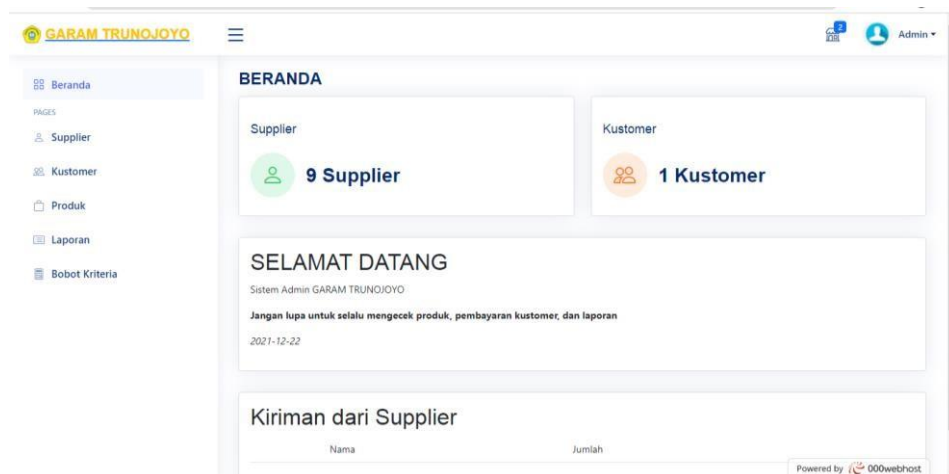 GARAM TRUNOJOYO
2
Admin
Beranda
PAGES
Supplier
Kustomer
Produk
Laporan
Bobot Kriteria
BERANDA
Supplier
9 Supplier
Kustomer
1 Kustomer
SELAMAT DATANG
Sistem Admin GARAM TRUNOJOYO
Jangan lupa untuk selalu mengecek produk, pembayaran kustomer, dan laporan
2021-12-22
Kiriman dari Supplier
Nama Jumlah
Powered by 000webhost